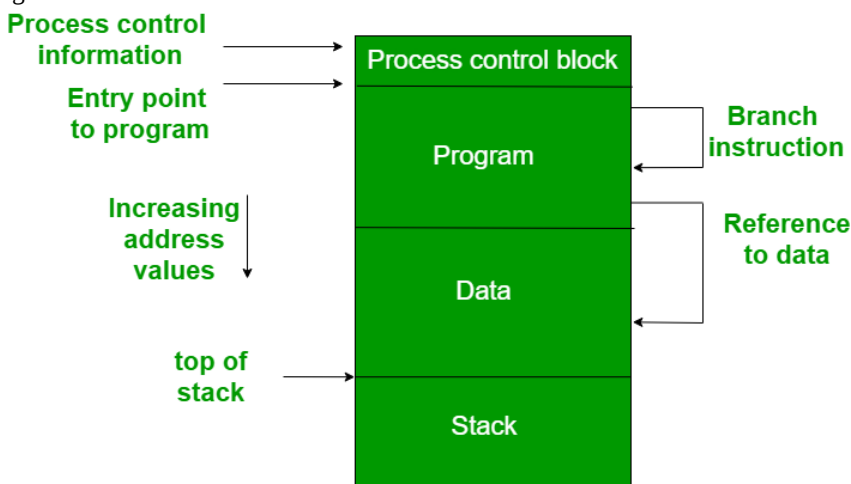 Process control
information
Process control block
Entry point
to program
Branch
instruction
Program
Increasing
address
values
Reference
to data
Data
top of
stack
Stack